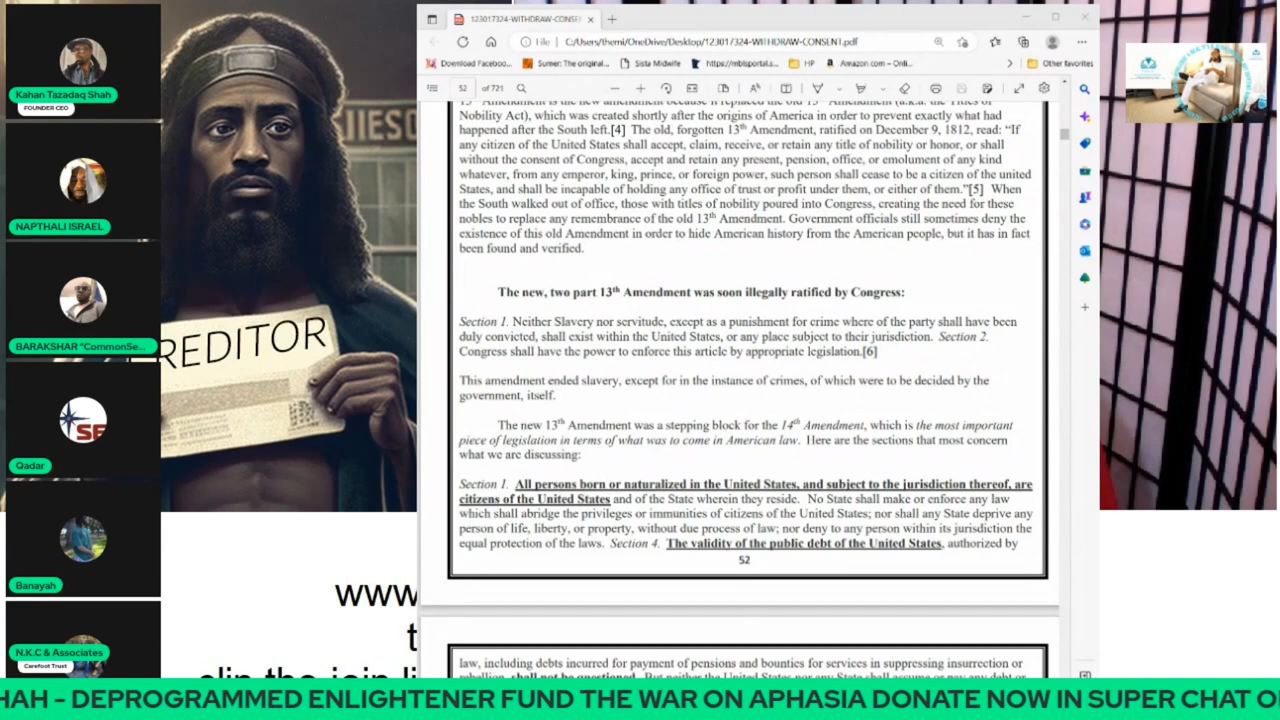 Kahan Tazadaq Shah
FOUNDER CEO
NAPTHALI ISRAEL
BARAKSHAR "CommonSe...
SF
Qadar
Banayah
N.K.C & Associates
Carefoot Trust
REDITOR
123017324-WITHDRAW-CONSE
File
C:/Users/themi/OneDrive/Desktop/123017324-WITHDRAW-CONSENT.pdf
Download Faceboo...
Sumer: The original...
Sista Midwife
https://mblsportal.s...
HP
Amazon.com – Onli...
Other favorites
52 of 721
13th Amendment is the new amendment because it replaced the old 13th Amendment (a.k.a. the Titles of
Nobility Act), which was created shortly after the origins of America in order to prevent exactly what had
happened after the South left.[4] The old, forgotten 13th Amendment, ratified on December 9, 1812, read: “If
any citizen of the United States shall accept, claim, receive, or retain any title of nobility or honor, or shall
without the consent of Congress, accept and retain any present, pension, office, or emolument of any kind
whatever, from any emperor, king, prince, or foreign power, such person shall cease to be a citizen of the united
States, and shall be incapable of holding any office of trust or profit under them, or either of them.”[5] When
the South walked out of office, those with titles of nobility poured into Congress, creating the need for these
nobles to replace any remembrance of the old 13th Amendment. Government officials still sometimes deny the
existence of this old Amendment in order to hide American history from the American people, but it has in fact
been found and verified.
The new, two part 13th Amendment was soon illegally ratified by Congress:
Section 1. Neither Slavery nor servitude, except as a punishment for crime where of the party shall have been
duly convicted, shall exist within the United States, or any place subject to their jurisdiction. Section 2.
Congress shall have the power to enforce this article by appropriate legislation.[6]
This amendment ended slavery, except for in the instance of crimes, of which were to be decided by the
government, itself.
The new 13th Amendment was a stepping block for the 14th Amendment, which is the most important
piece of legislation in terms of what was to come in American law. Here are the sections that most concern
what we are discussing:
Section 1. All persons born or naturalized in the United States, and subject to the jurisdiction thereof, are
citizens of the United States and of the State wherein they reside. No State shall make or enforce any law
which shall abridge the privileges or immunities of citizens of the United States; nor shall any State deprive any
person of life, liberty, or property, without due process of law; nor deny to any person within its jurisdiction the
equal protection of the laws. Section 4. The validity of the public debt of the United States, authorized by
52
law, including debts incurred for payment of pensions and bounties for services in suppressing insurrection or
www
t
HAH - DEPROGRAMMED ENLIGHTENER FUND THE WAR ON APHASIA DONATE NOW IN SUPER CHAT O